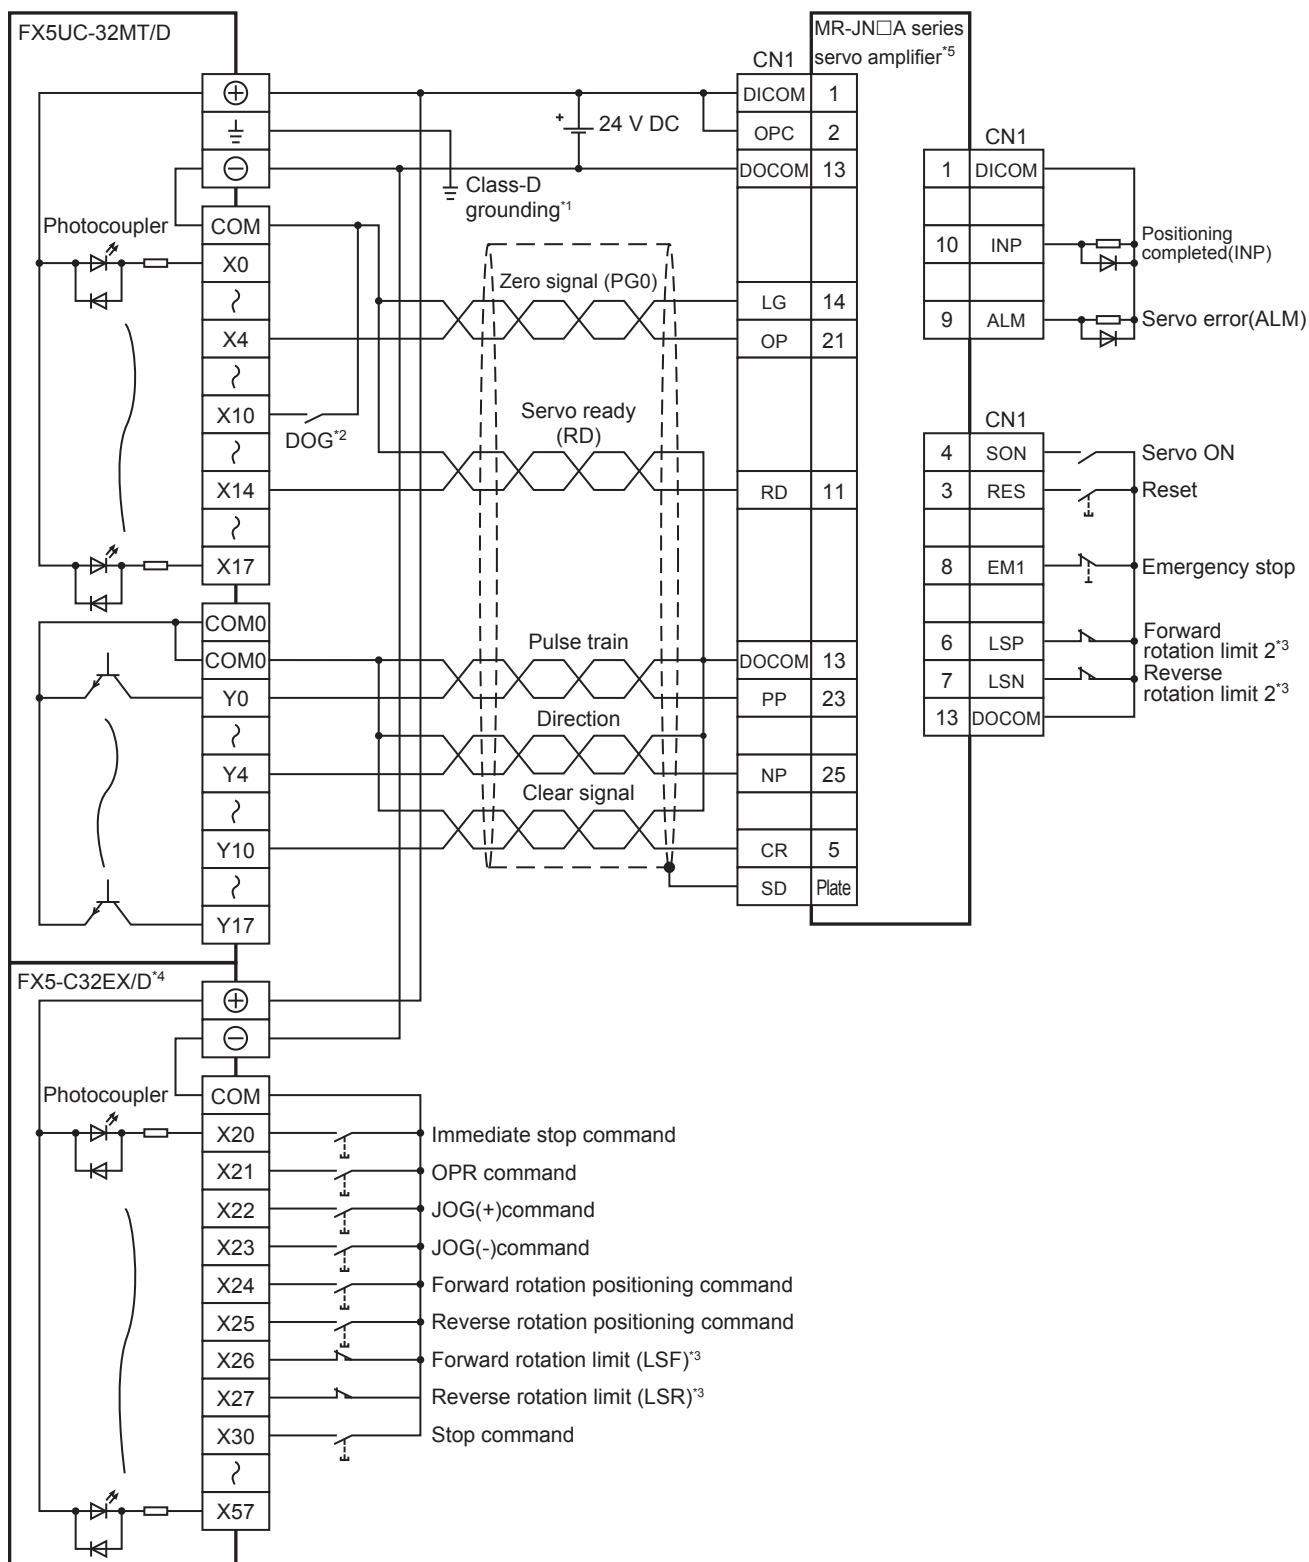 FX5UC-32MT/D
MR-JN□A series
servo amplifier*5
CN1
DICOM 1
24 V DC
OPC 2
DOCOM 13
Class-D
grounding*1
CN1
1 DICOM
10 INP
Positioning
completed(INP)
9 ALM
Servo error(ALM)
Photocoupler
COM
X0
Zero signal (PG0)
LG 14
X4
OP 21
X10
DOG*2
Servo ready
(RD)
X14
RD 11
X17
CN1
4 SON Servo ON
3 RES Reset
8 EM1 Emergency stop
6 LSP
Forward
rotation limit 2*3
7 LSN
Reverse
rotation limit 2*3
13 DOCOM
COM0
COM0
Pulse train
DOCOM 13
Y0
PP 23
Direction
Y4
NP 25
Clear signal
Y10
CR 5
SD Plate
Y17
FX5-C32EX/D*4
Photocoupler
COM
X20 Immediate stop command
X21 OPR command
X22 JOG(+)command
X23 JOG(-)command
X24 Forward rotation positioning command
X25 Reverse rotation positioning command
X26 Forward rotation limit (LSF)*3
X27 Reverse rotation limit (LSR)*3
X30 Stop command
X57